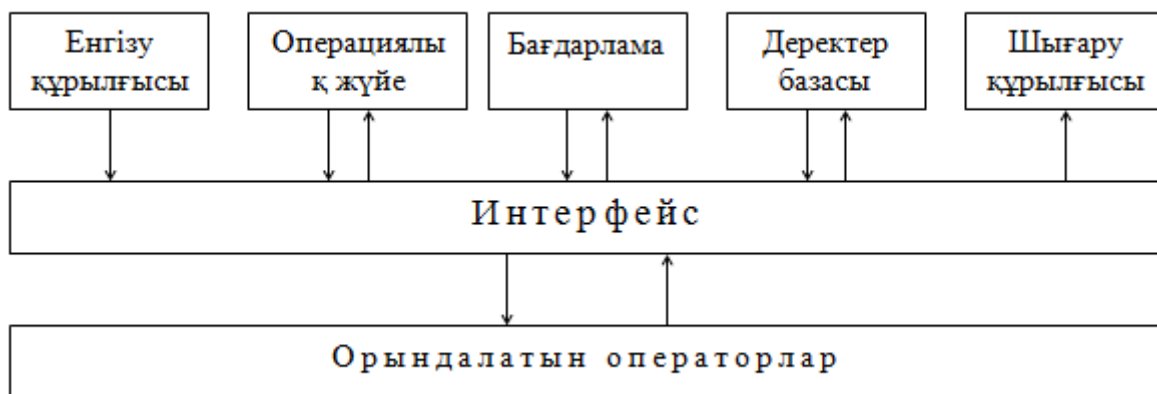 Енгізу
құрылғысы
Операциялы
қ жүйе
Бағдарлама
Деректер
базасы
Шығару
құрылғысы
Интерфейс
Орындалатын операторлар